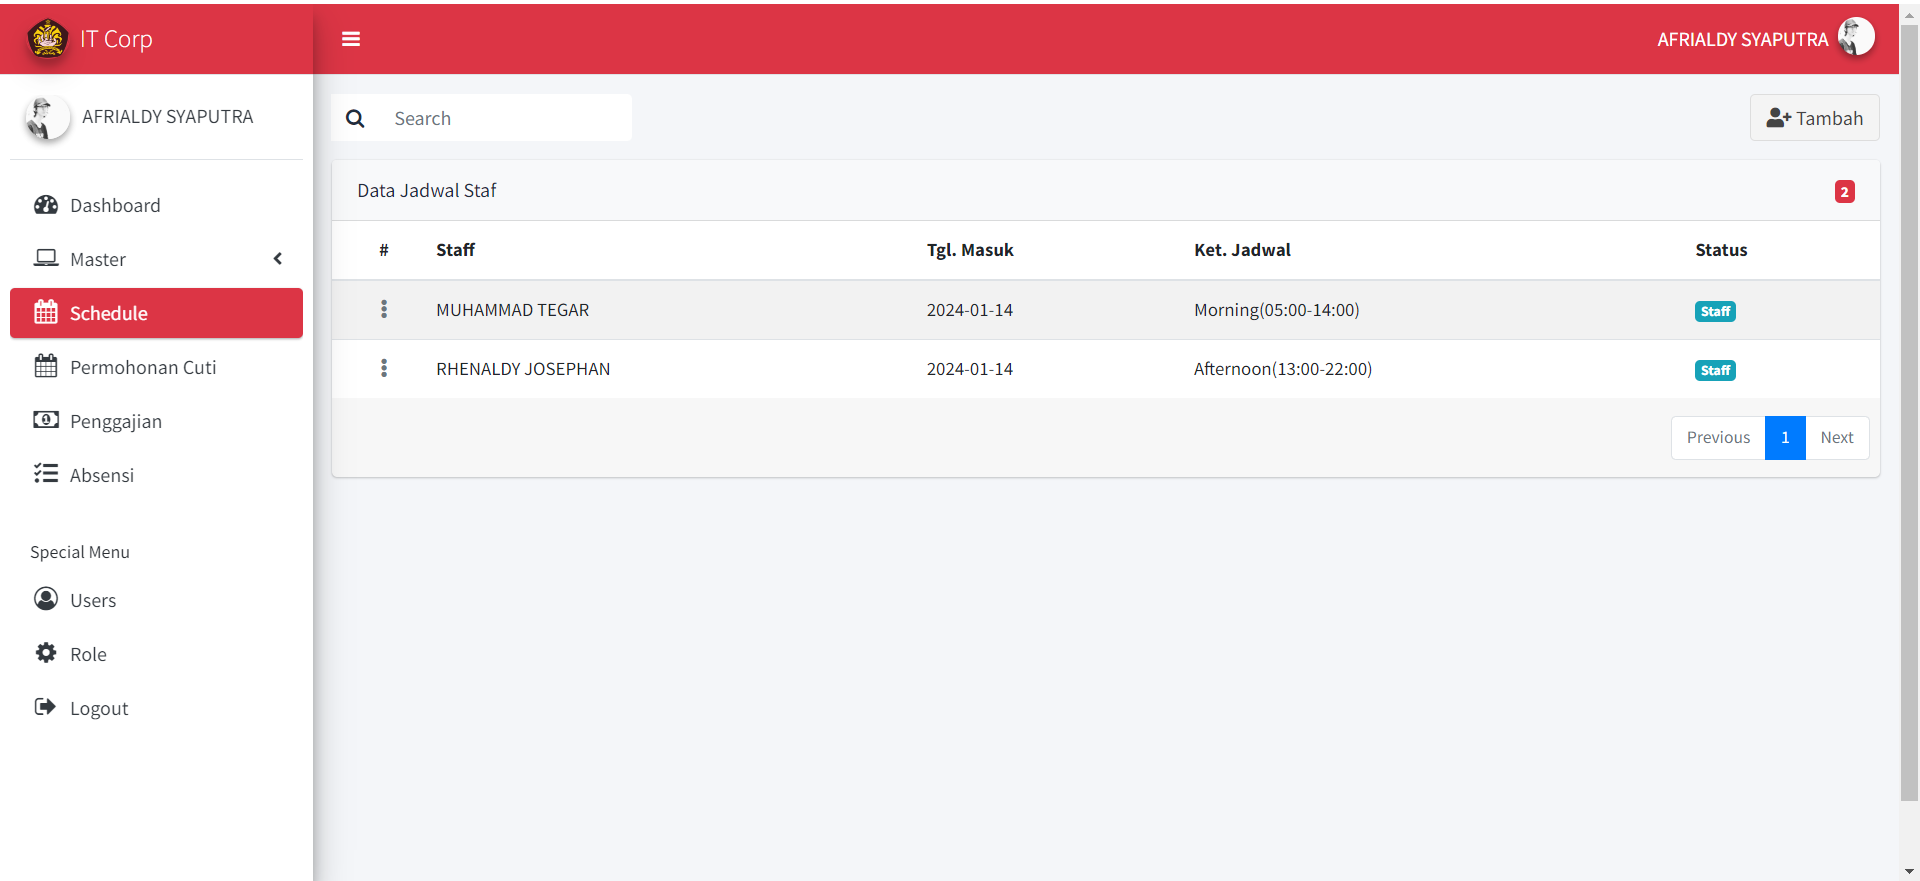 IT Corp
AFRIALDY SYAPUTRA
AFRIALDY SYAPUTRA
Dashboard
Master
Schedule
Permohonan Cuti
Penggajian
Absensi
Special Menu
Users
Role
Logout
Search
Tambah
Data Jadwal Staf 2
# Staff Tgl. Masuk Ket. Jadwal Status
MUHAMMAD TEGAR 2024-01-14 Morning(05:00-14:00) Staff
RHENALDY JOSEPHAN 2024-01-14 Afternoon(13:00-22:00) Staff
Previous 1 Next